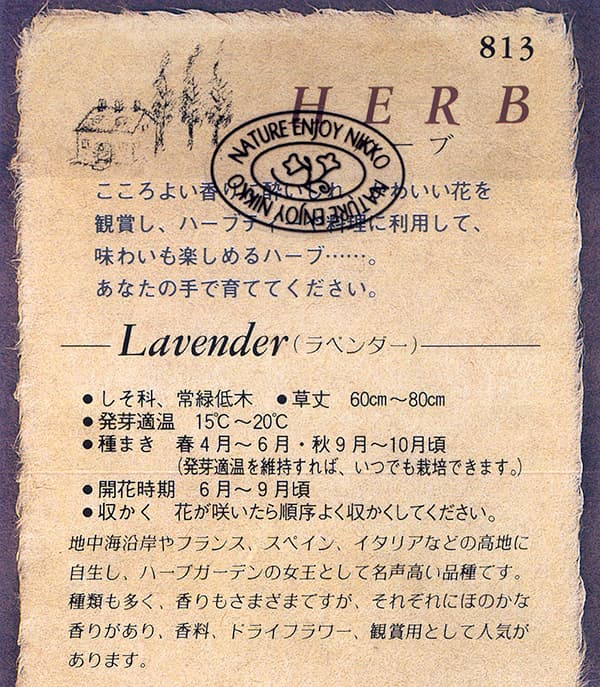 813
HERB
NATURE ENJOY NIKKO NATURE ENJOY NIKKO
ーブ
こころよい香りに酔いしれ、かわいい花を
観賞し、ハーブティーや料理に利用して、
味わいも楽しめるハーブ……。
あなたの手で育ててください。
Lavender(ラベンダー)
●しそ科、常緑低木 ●草丈 60cm～80cm
●発芽適温 15℃～20℃
●種まき 春4月～6月・秋9月～10月頃
(発芽適温を維持すれば、いつでも栽培できます。)
●開花時期 6月～9月頃
●収かく 花が咲いたら順序よく収かくしてください。
地中海沿岸やフランス、スペイン、イタリアなどの高地に
自生し、ハーブガーデンの女王として名声高い品種です。
種類も多く、香りもさまざまですが、それぞれにほのかな
香りがあり、香料、ドライフラワー、観賞用として人気が
あります。